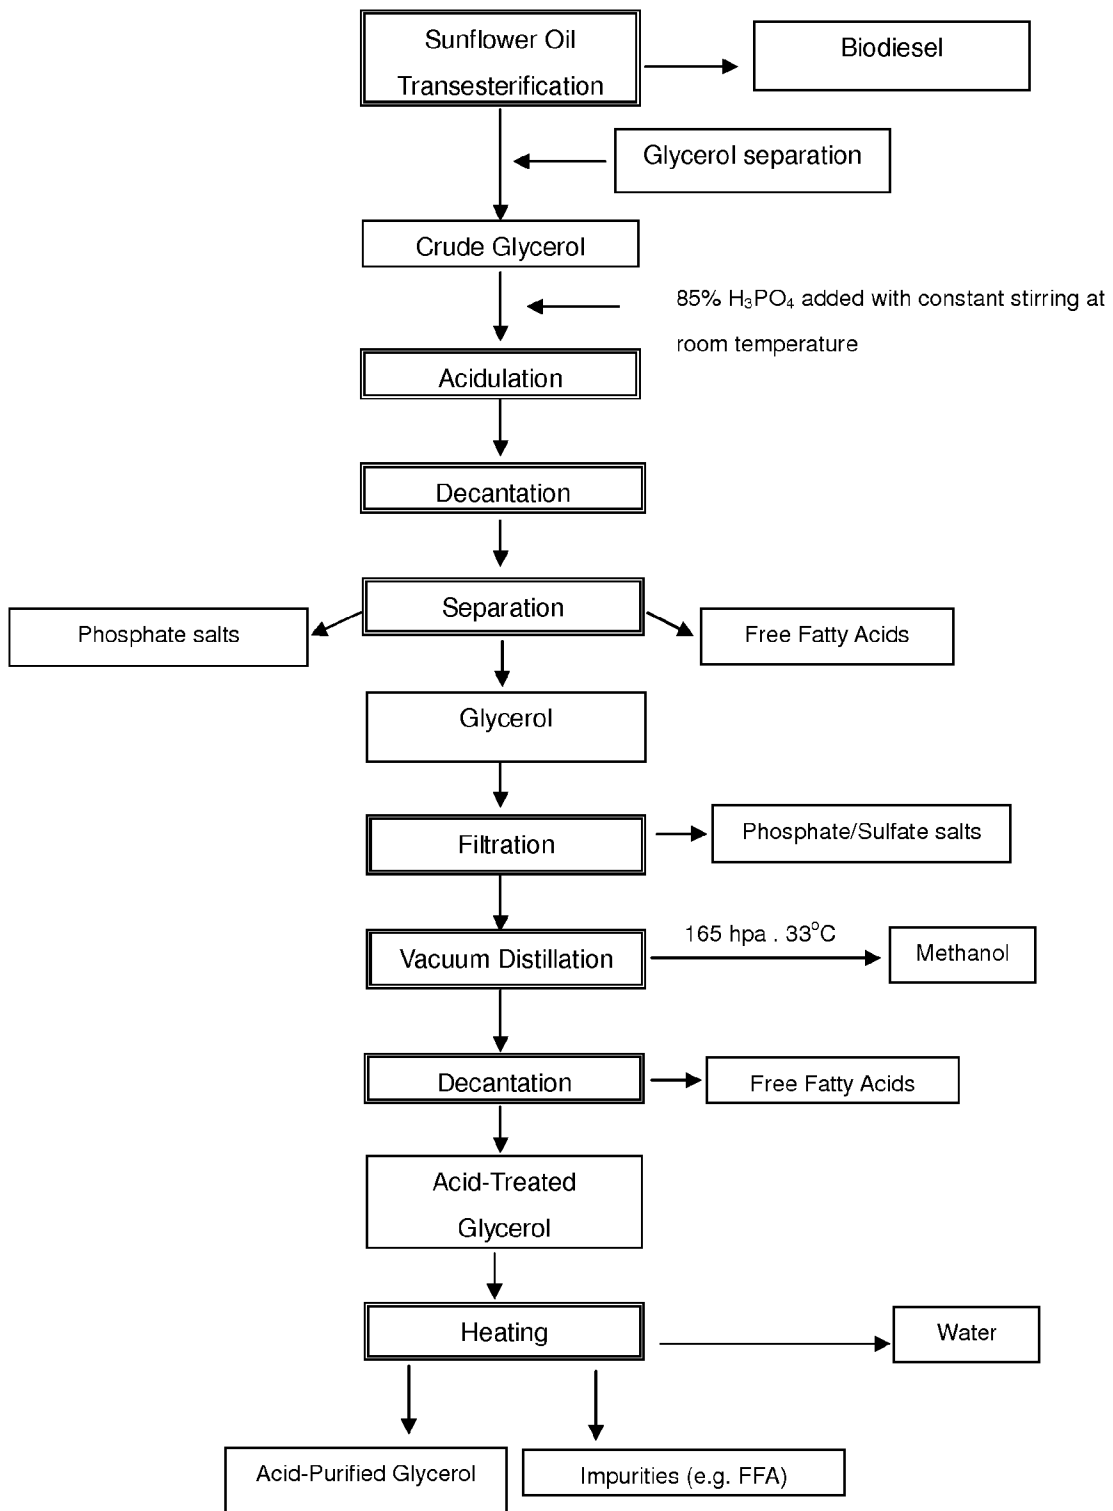 Sunflower Oil
Transesterification
Biodiesel
Glycerol separation
Crude Glycerol
85% H₃PO₄ added with constant stirring at
room temperature
Acidulation
Decantation
Separation
Phosphate salts
Free Fatty Acids
Glycerol
Filtration
Phosphate/Sulfate salts
165 hpa . 33°C
Vacuum Distillation
Methanol
Decantation
Free Fatty Acids
Acid-Treated
Glycerol
Heating
Water
Acid-Purified Glycerol
Impurities (e.g. FFA)